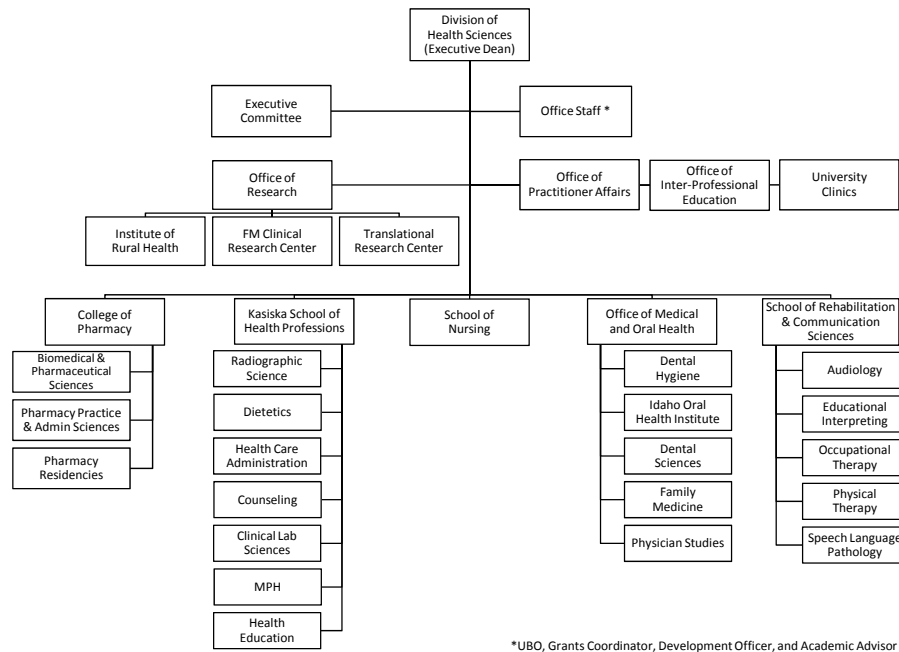 Division of
Health Sciences
(Executive Dean)
Executive
Committee
Office Staff *
Office of
Research
Office of
Practitioner Affairs
Office of
Inter-Professional
Education
University
Clinics
Institute of
Rural Health
FM Clinical
Research Center
Translational
Research Center
College of
Pharmacy
Kasiska School of
Health Professions
School of
Nursing
Office of Medical
and Oral Health
School of Rehabilitation
& Communication
Sciences
Biomedical &
Pharmaceutical
Sciences
Pharmacy Practice
& Admin Sciences
Pharmacy
Residencies
Radiographic
Science
Dietetics
Health Care
Administration
Counseling
Clinical Lab
Sciences
MPH
Health
Education
Dental
Hygiene
Idaho Oral
Health Institute
Dental
Sciences
Family
Medicine
Physician Studies
Audiology
Educational
Interpreting
Occupational
Therapy
Physical
Therapy
Speech Language
Pathology
*UBO, Grants Coordinator, Development Officer, and Academic Advisor